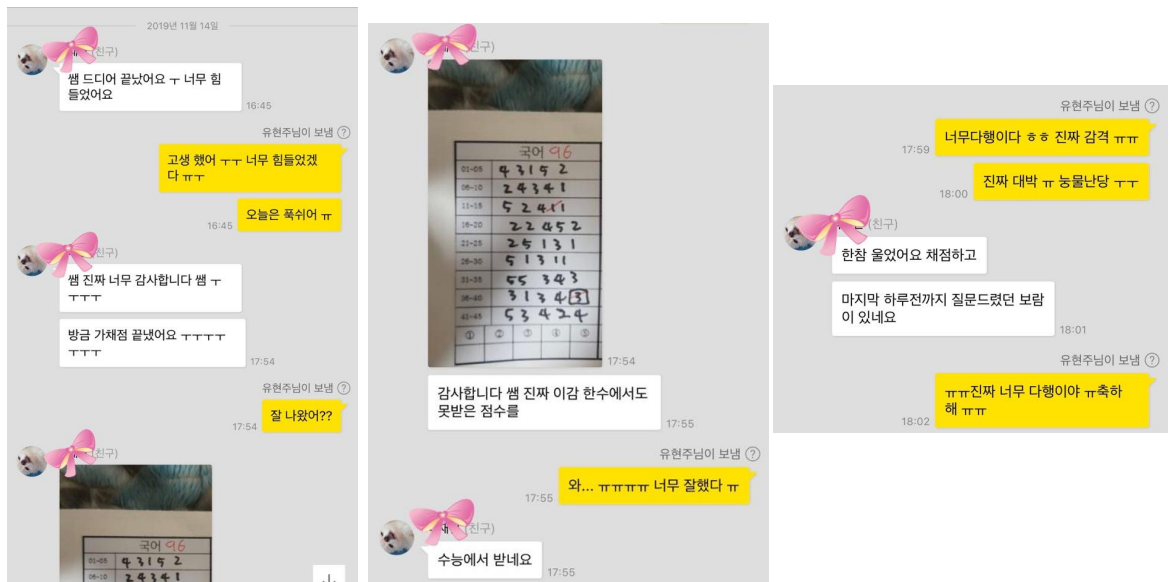 2019년 11월 14일
(친구)
쌤 드디어 끝났어요 ㅜ 너무 힘
들었어요
16:45
유현주님이 보냄 ?
고생 했어 ㅜㅜ 너무 힘들었겠
다 ㅠㅜ
오늘은 푹쉬어 ㅠ
16:45
친구)
쌤 진짜 너무 감사합니다 쌤 ㅜ
ㅜㅜㅜ
방금 가채점 끝냈어요 ㅜㅜㅜㅜ
ㅜㅜㅜ
17:54
유현주님이 보냄 ?
잘 나왔어??
17:54
친구)
국어 96
01-05 4 3 1 5 2
06-10 2 4 3 4 1
친구)
국어 96
01-05 4 3 1 5 2
06-10 2 4 3 4 1
11-15 5 2 4 1 1
16-20 2 2 4 5 2
21-25 2 5 1 3 1
26-30 5 1 3 1 1
31-35 5 5 3 4 3
36-40 3 1 3 4 3
41-45 5 3 4 2 4
① ② ③ ④ ⑤
17:54
감사합니다 쌤 진짜 이감 한수에서도
못받은 점수를
17:55
유현주님이 보냄 ?
와... ㅠㅠㅠㅠ 너무 잘했다 ㅠ
17:55
(친구)
수능에서 받네요
17:55
유현주님이 보냄 ?
너무다행이다 ㅎㅎ 진짜 감격 ㅠㅠ
17:59
진짜 대박 ㅠ 눙물난당 ㅜㅜ
18:00
(친구)
한참 울었어요 채점하고
마지막 하루전까지 질문드렸던 보람
이 있네요
18:01
유현주님이 보냄 ?
ㅠㅠ진짜 너무 다행이야 ㅠ축하
해 ㅠㅠ
18:02